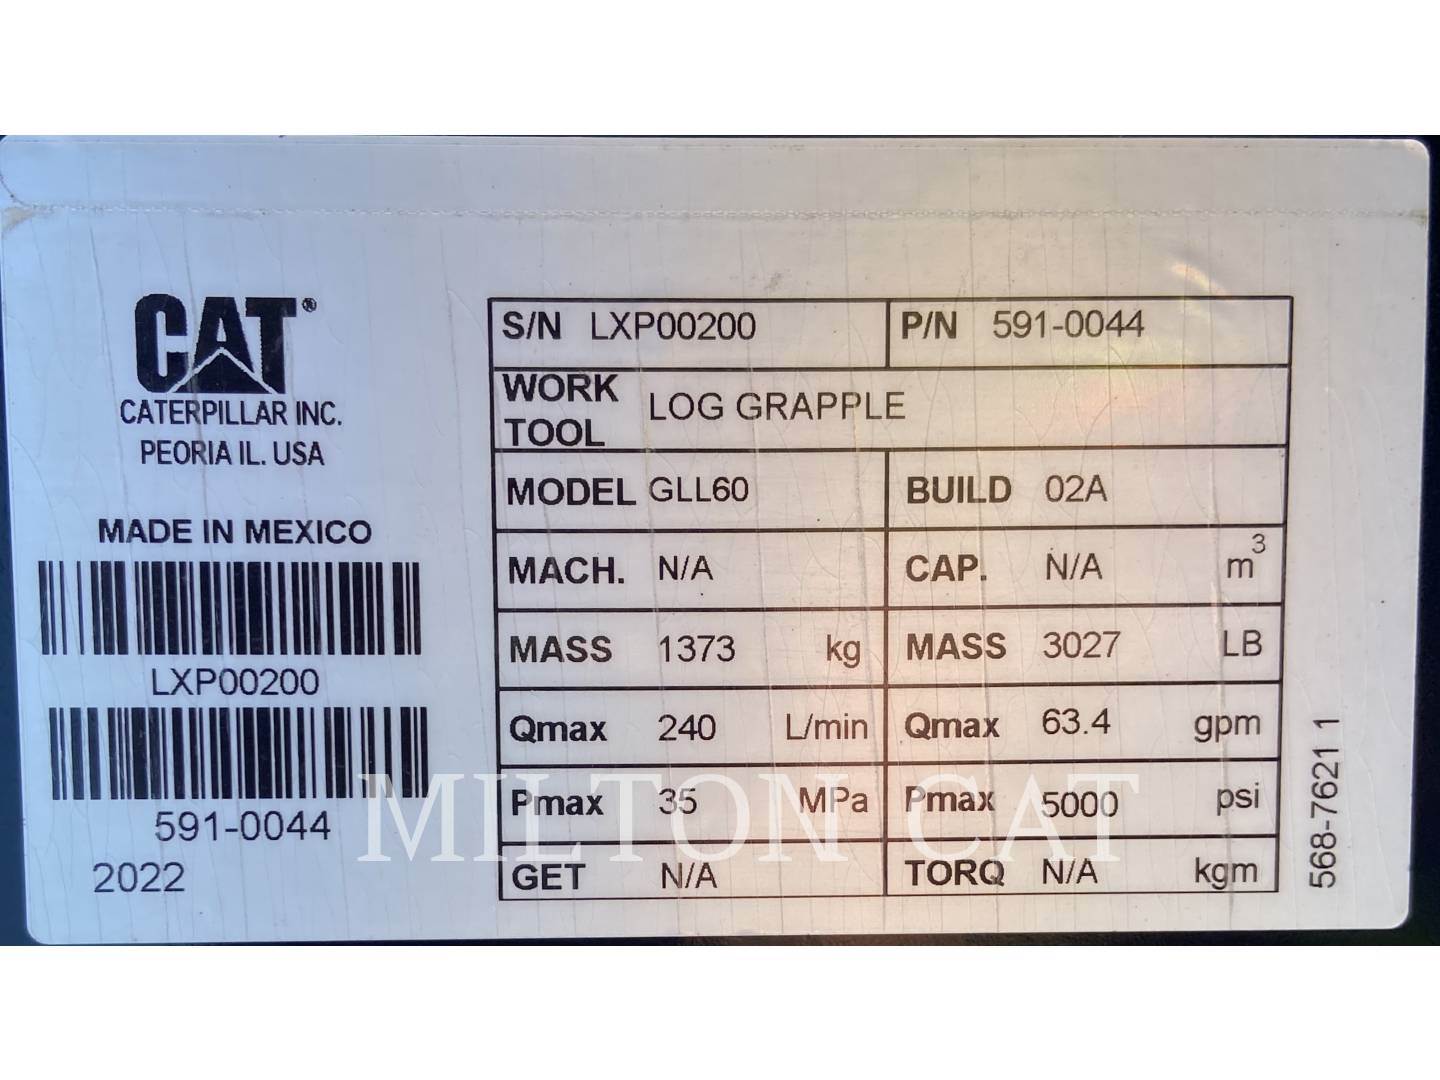 CAT®
CATERPILLAR INC.
PEORIA IL. USA
MADE IN MEXICO
LXP00200
591-0044
2022
S/N LXP00200 P/N 591-0044
WORK TOOL LOG GRAPPLE
MODEL GLL60 BUILD 02A
MACH. N/A CAP. N/A m³
MASS 1373 kg MASS 3027 LB
Qmax 240 L/min Qmax 63.4 gpm
Pmax 35 MPa Pmax 5000 psi
GET N/A TORQ N/A kgm
568-7621 1
MILTON CAT